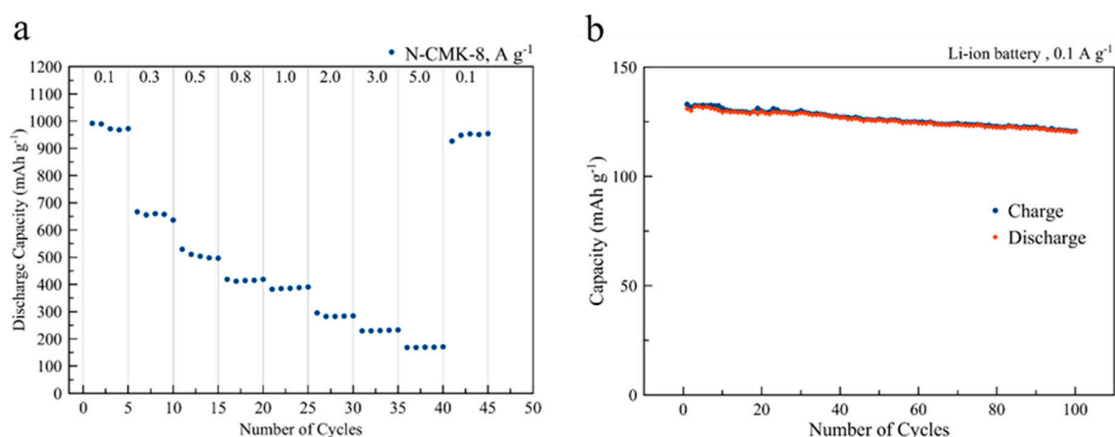 a
N-CMK-8, A g⁻¹
0.1 0.3 0.5 0.8 1.0 2.0 3.0 5.0 0.1
Discharge Capacity (mAh g⁻¹)
1200
1100
1000
900
800
700
600
500
400
300
200
100
0
0 5 10 15 20 25 30 35 40 45 50
Number of Cycles
b
Li-ion battery , 0.1 A g⁻¹
Capacity (mAh g⁻¹)
150
100
50
0
Charge
Discharge
0 20 40 60 80 100
Number of Cycles